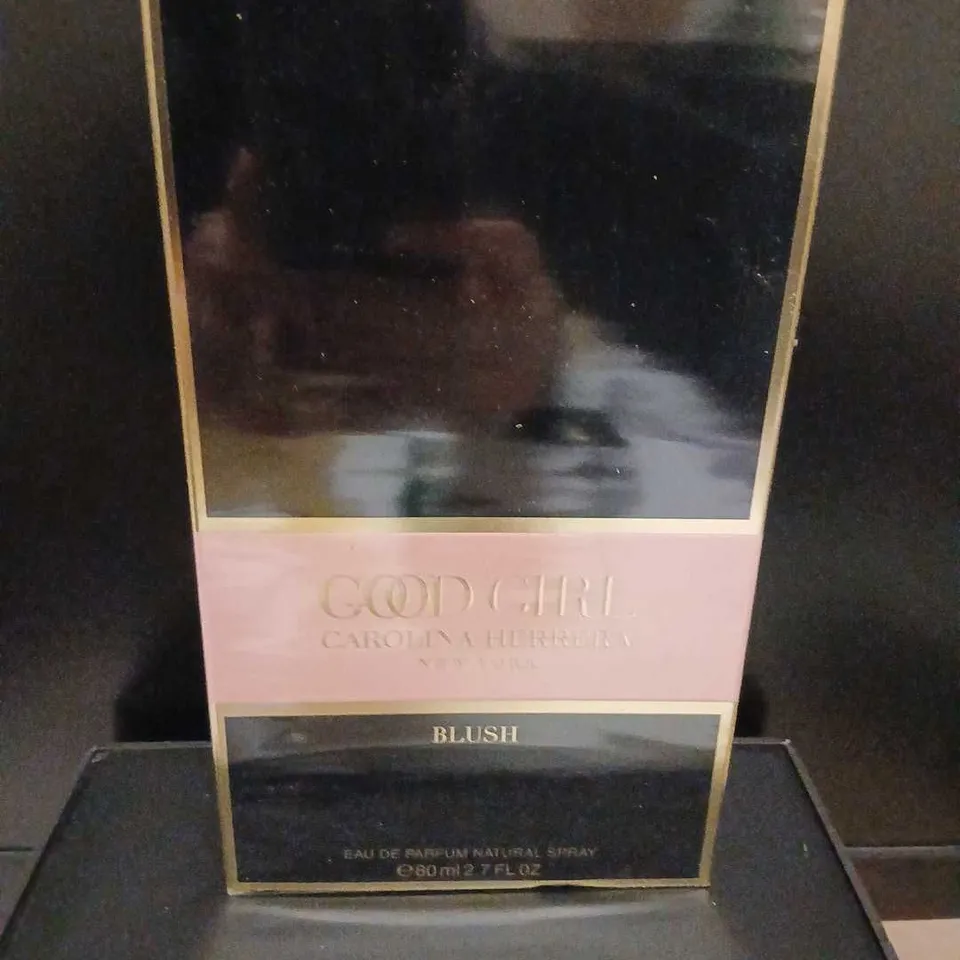 GOOD GIRL
CAROLINA HERRERA
NEW YORK
BLUSH
EAU DE PARFUM NATURAL SPRAY
℮80 ml 2.7 FL OZ